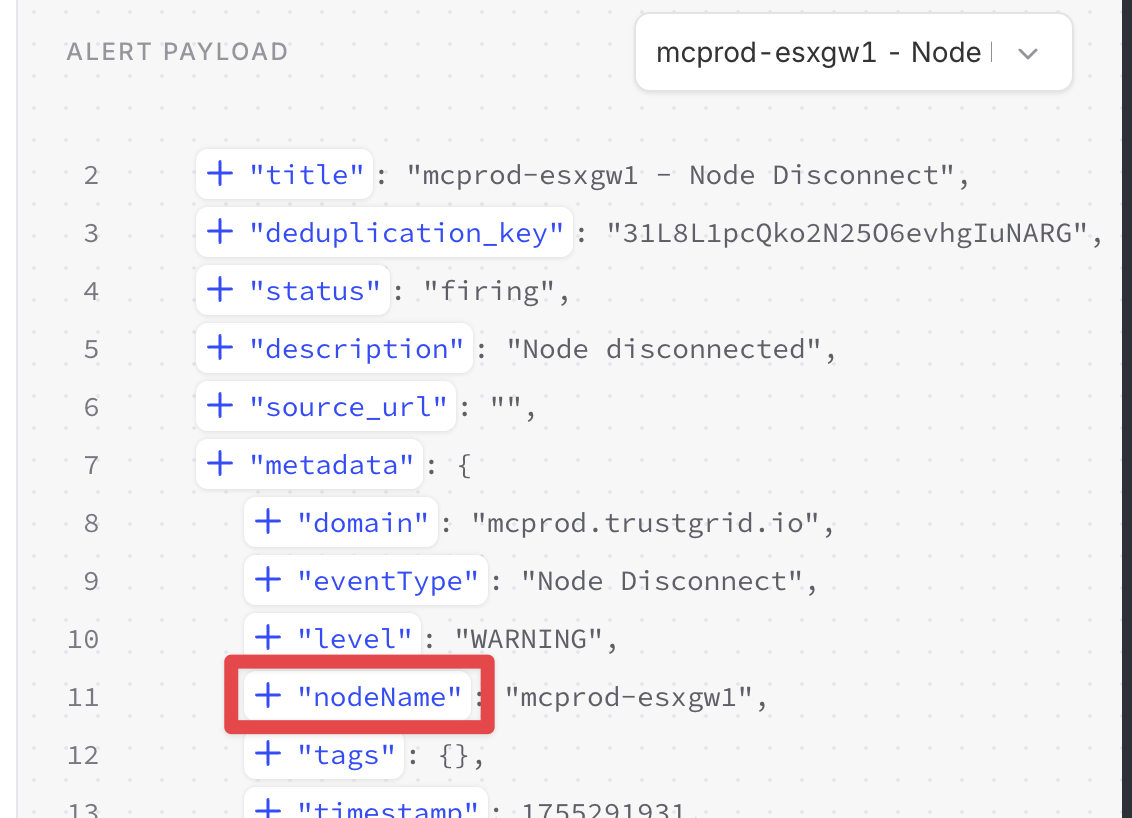 ALERT PAYLOAD
mcprod-esxgw1 - Node
2 + "title": "mcprod-esxgw1 - Node Disconnect",
3 + "deduplication_key": "31L8L1pcQko2N25O6evhgIuNARG",
4 + "status": "firing",
5 + "description": "Node disconnected",
6 + "source_url": "",
7 + "metadata": {
8 + "domain": "mcprod.trustgrid.io",
9 + "eventType": "Node Disconnect",
10 + "level": "WARNING",
11 + "nodeName": "mcprod-esxgw1",
12 + "tags": {},
13 + "timestamp": 1755291931,